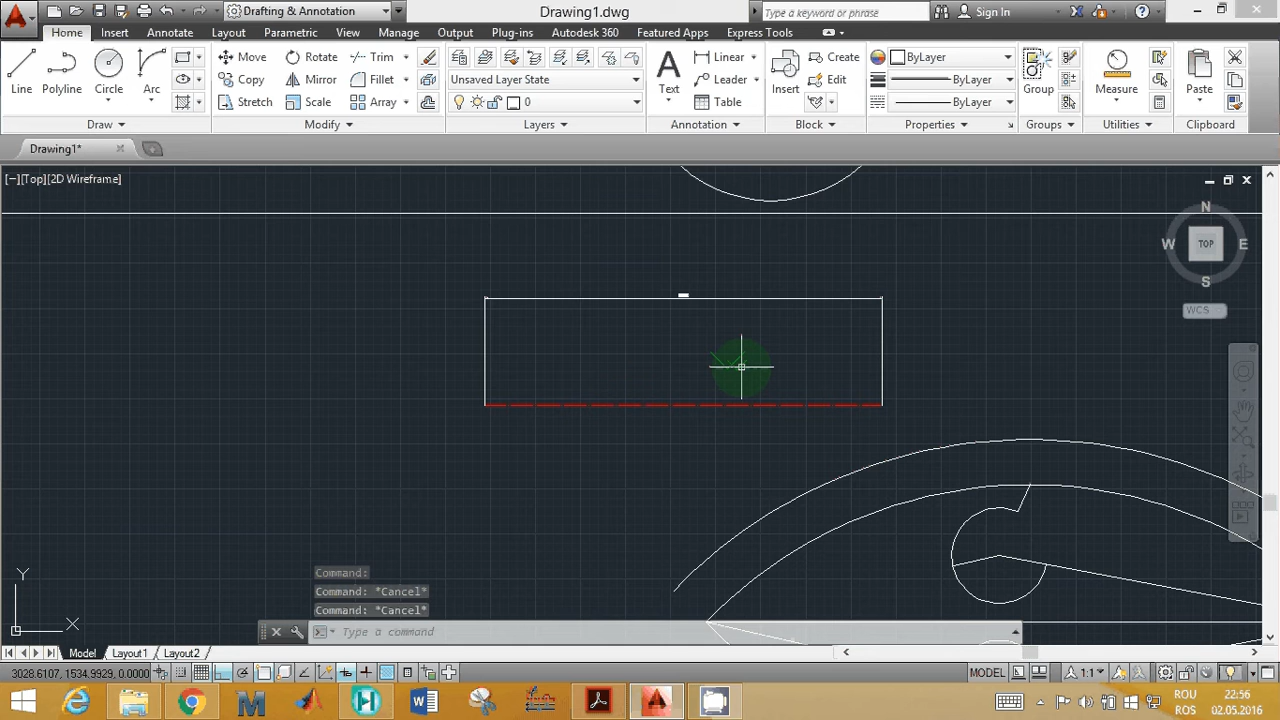 Drafting & Annotation
Drawing1.dwg
Type a keyword or phrase
Sign In
Home Insert Annotate Layout Parametric View Manage Output Plug-ins Autodesk 360 Featured Apps Express Tools
Line
Polyline
Circle
Arc
Move
Rotate
Trim
Copy
Mirror
Fillet
Stretch
Scale
Array
Unsaved Layer State
0
Text
Linear
Leader
Table
Insert
Create
Edit
ByLayer
ByLayer
ByLayer
Group
Measure
Paste
Draw Modify Layers Annotation Block Properties Groups Utilities Clipboard
Drawing1*
[−][Top][2D Wireframe]
N
W TOP E
S
WCS
Y
X
Command:
Command: *Cancel*
Command: *Cancel*
Type a command
Model Layout1 Layout2
3028.6107, 1534.9929, 0.0000
MODEL
1:1
ROU
ROS
22:56
02.05.2016